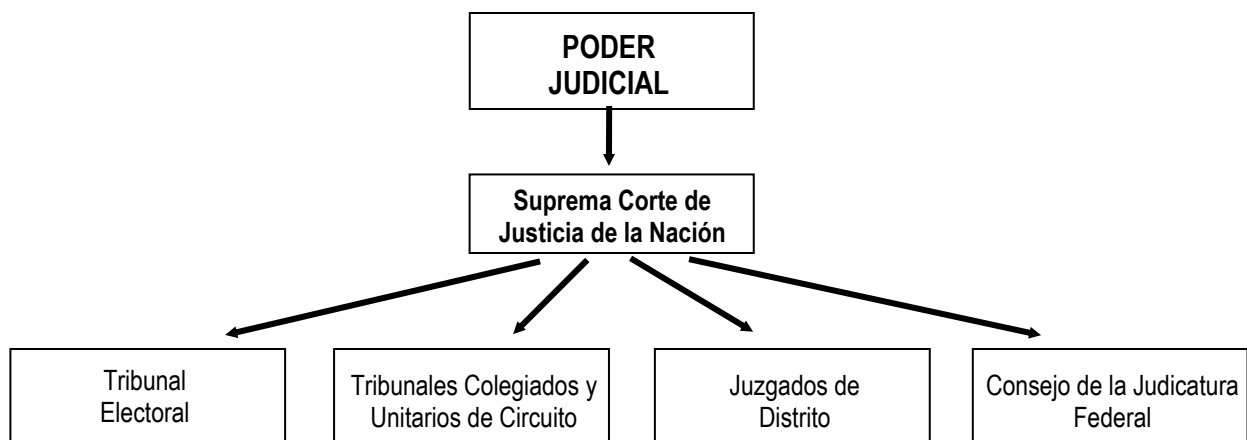 PODER
JUDICIAL
Suprema Corte de
Justicia de la Nación
Tribunal
Electoral
Tribunales Colegiados y
Unitarios de Circuito
Juzgados de
Distrito
Consejo de la Judicatura
Federal